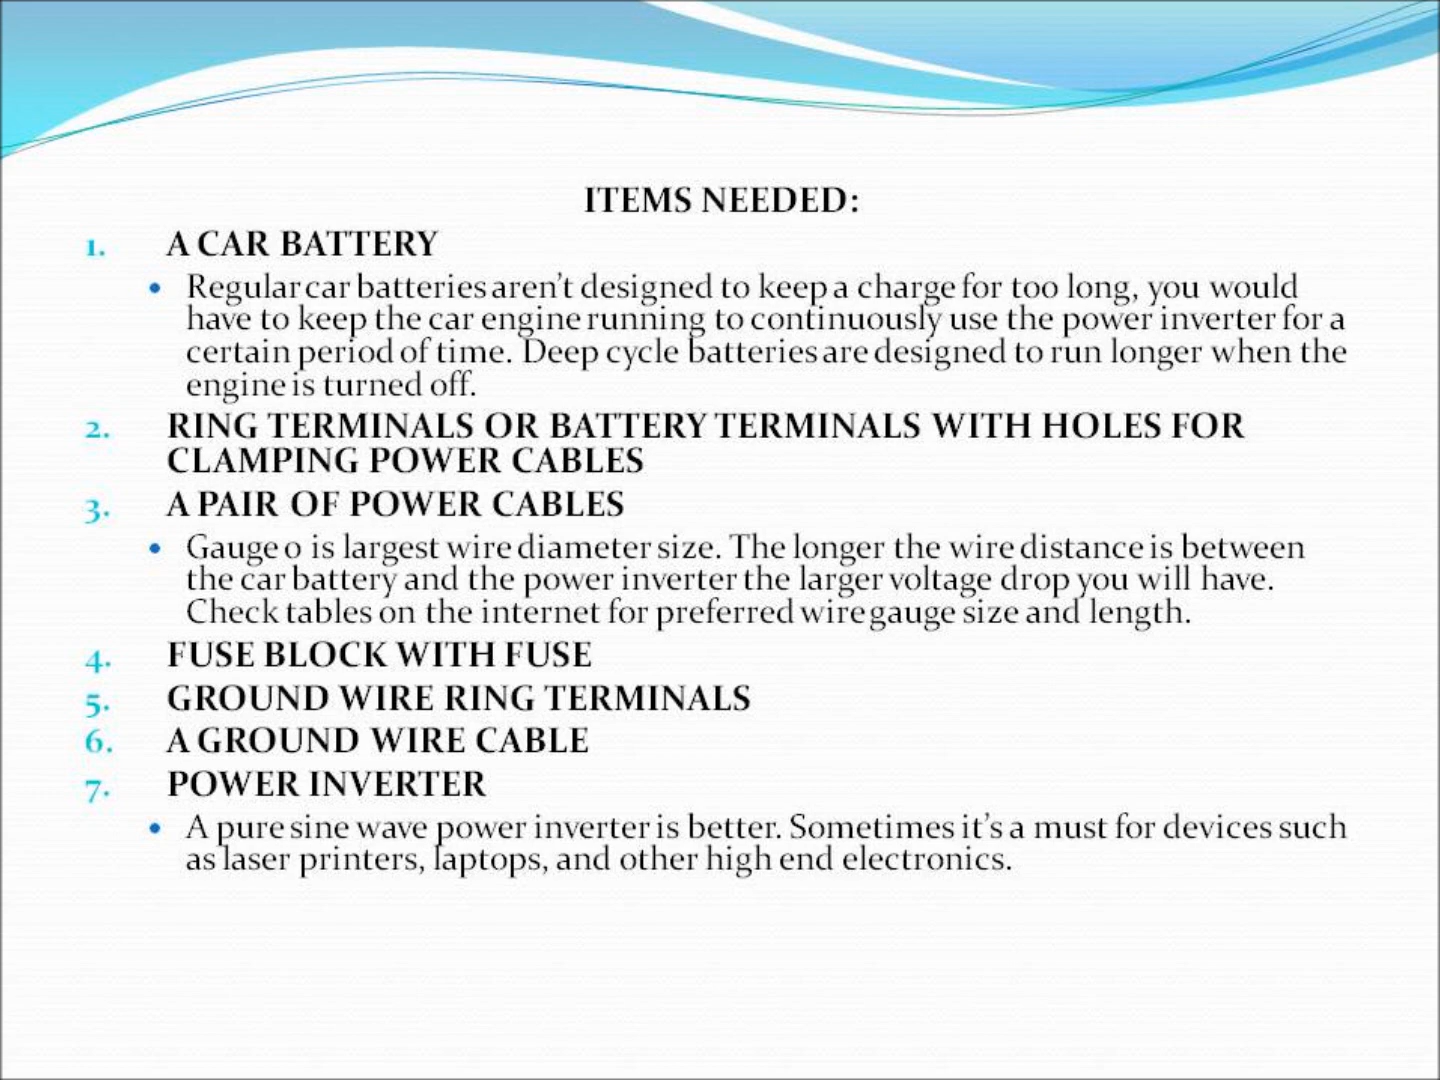 ITEMS NEEDED:
1. A CAR BATTERY
• Regular car batteries aren't designed to keep a charge for too long, you would
have to keep the car engine running to continuously use the power inverter for a
certain period of time. Deep cycle batteries are designed to run longer when the
engine is turned off.
2. RING TERMINALS OR BATTERY TERMINALS WITH HOLES FOR
CLAMPING POWER CABLES
3. A PAIR OF POWER CABLES
• Gauge 0 is largest wire diameter size. The longer the wire distance is between
the car battery and the power inverter the larger voltage drop you will have.
Check tables on the internet for preferred wire gauge size and length.
4. FUSE BLOCK WITH FUSE
5. GROUND WIRE RING TERMINALS
6. A GROUND WIRE CABLE
7. POWER INVERTER
• A pure sine wave power inverter is better. Sometimes it's a must for devices such
as laser printers, laptops, and other high end electronics.